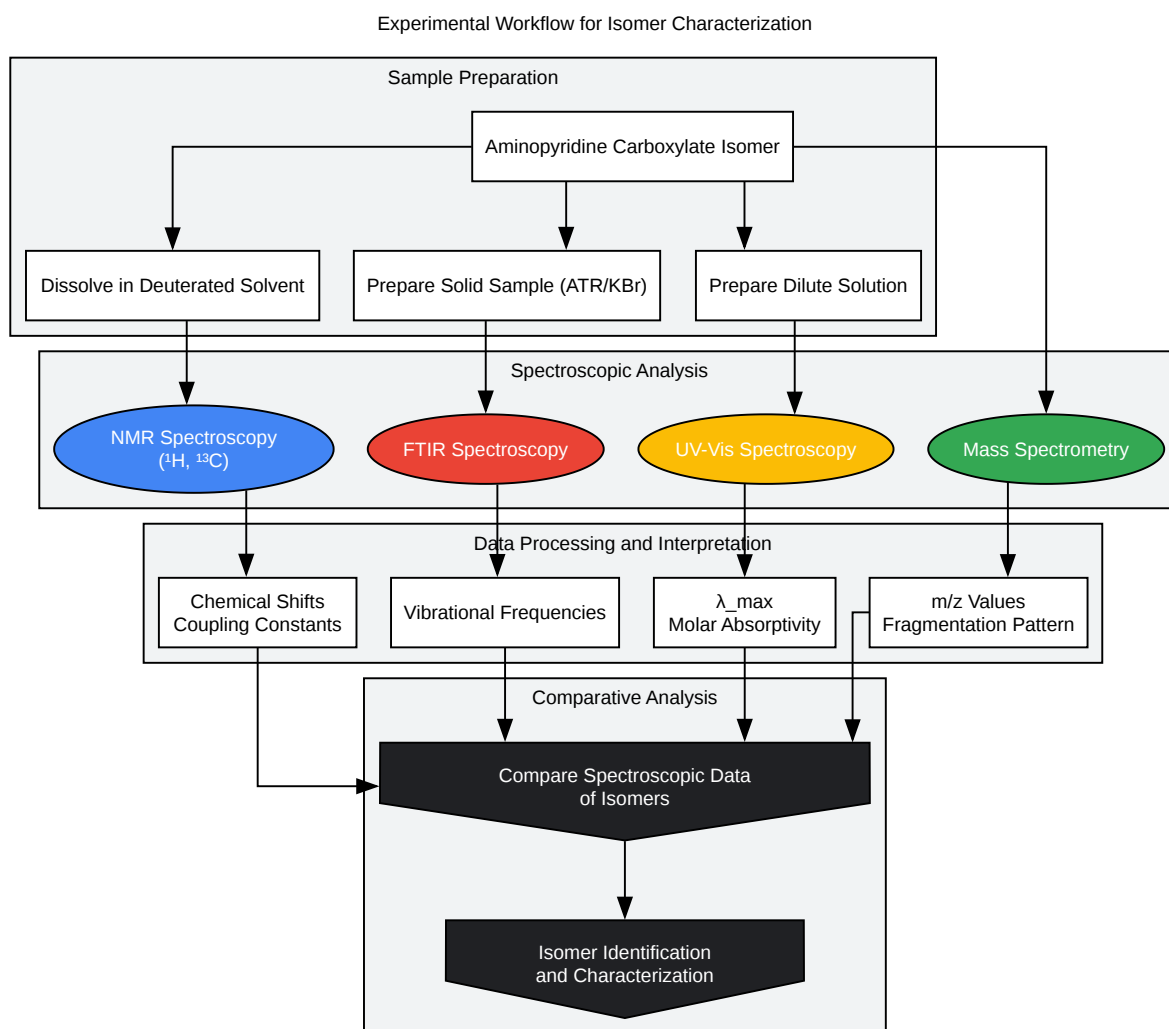 Experimental Workflow for Isomer Characterization
Sample Preparation
Aminopyridine Carboxylate Isomer
Dissolve in Deuterated Solvent
Prepare Solid Sample (ATR/KBr)
Prepare Dilute Solution
Spectroscopic Analysis
NMR Spectroscopy
(¹H, ¹³C)
FTIR Spectroscopy
UV-Vis Spectroscopy
Mass Spectrometry
Data Processing and Interpretation
Chemical Shifts
Coupling Constants
Vibrational Frequencies
λ_max
Molar Absorptivity
m/z Values
Fragmentation Pattern
Comparative Analysis
Compare Spectroscopic Data
of Isomers
Isomer Identification
and Characterization